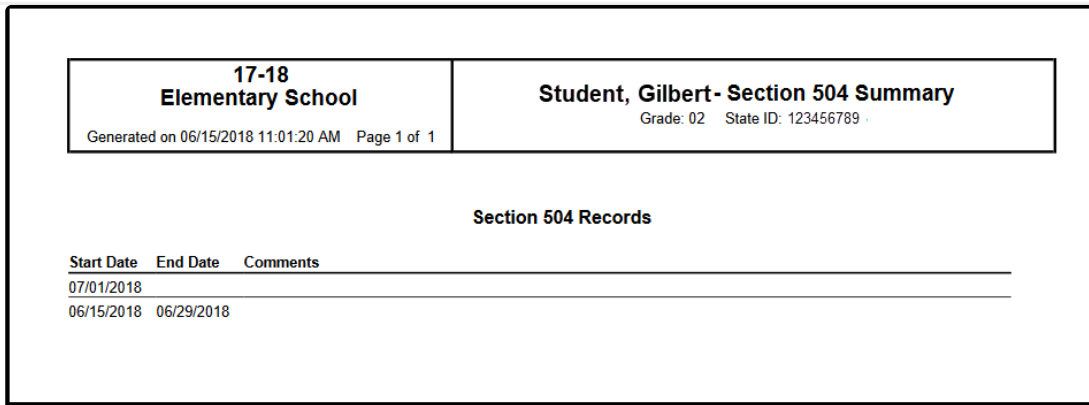 17-18
Elementary School
Generated on 06/15/2018 11:01:20 AM Page 1 of 1
Student, Gilbert- Section 504 Summary
Grade: 02 State ID: 123456789
Section 504 Records
Start Date End Date Comments
07/01/2018
06/15/2018 06/29/2018